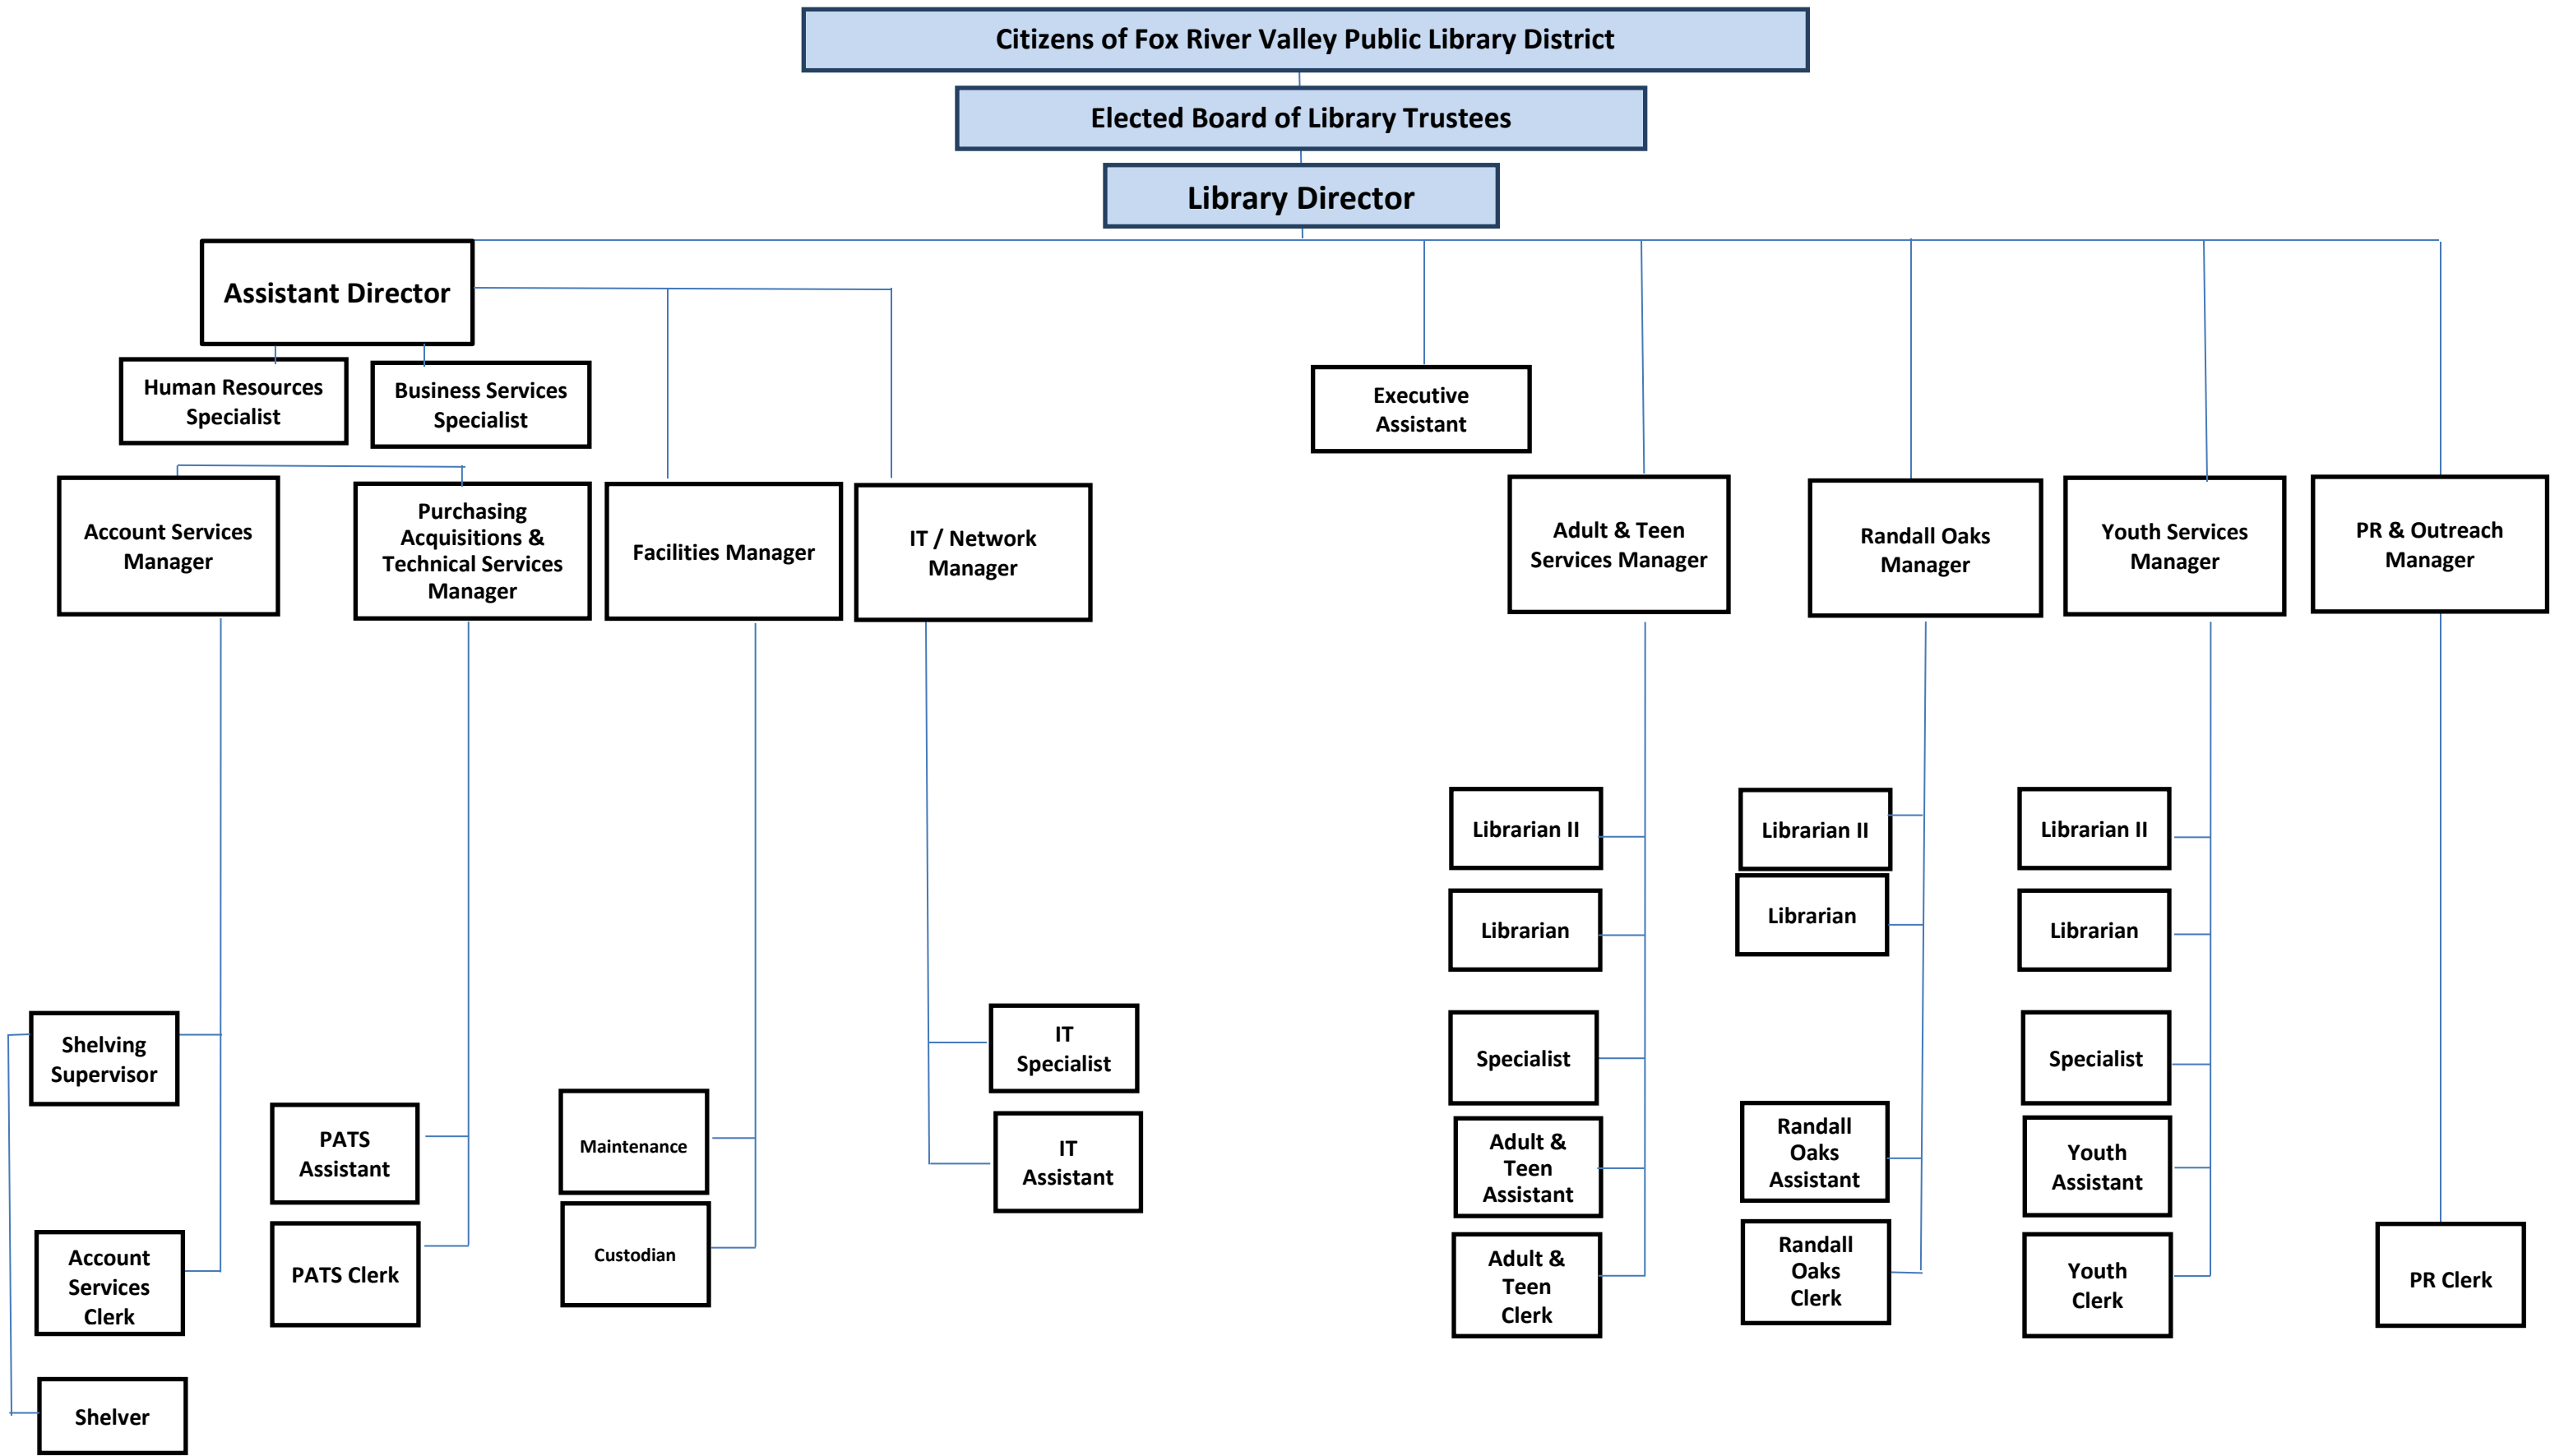 Citizens of Fox River Valley Public Library District
Elected Board of Library Trustees
Library Director
Assistant Director
Human Resources
Specialist
Business Services
Specialist
Executive
Assistant
Account Services
Manager
Purchasing
Acquisitions &
Technical Services
Manager
Facilities Manager
IT / Network
Manager
Adult & Teen
Services Manager
Randall Oaks
Manager
Youth Services
Manager
PR & Outreach
Manager
Librarian II
Librarian II
Librarian II
Librarian
Librarian
Librarian
Shelving
Supervisor
IT
Specialist
Specialist
Specialist
PATS
Assistant
Maintenance
IT
Assistant
Adult &
Teen
Assistant
Randall
Oaks
Assistant
Youth
Assistant
Account
Services
Clerk
PATS Clerk
Custodian
Adult &
Teen
Clerk
Randall
Oaks
Clerk
Youth
Clerk
PR Clerk
Shelver